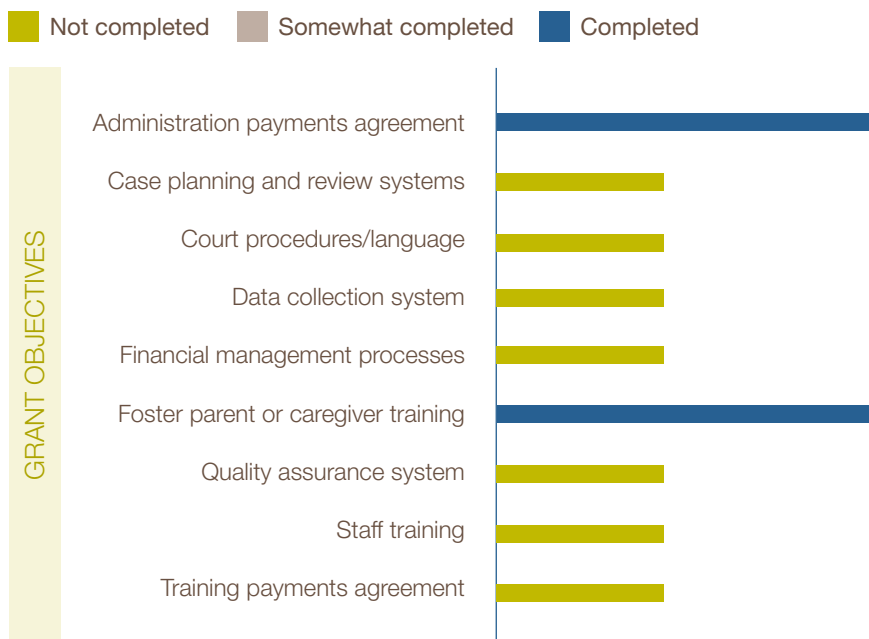 Not completed Somewhat completed Completed
GRANT OBJECTIVES
Administration payments agreement
Case planning and review systems
Court procedures/language
Data collection system
Financial management processes
Foster parent or caregiver training
Quality assurance system
Staff training
Training payments agreement